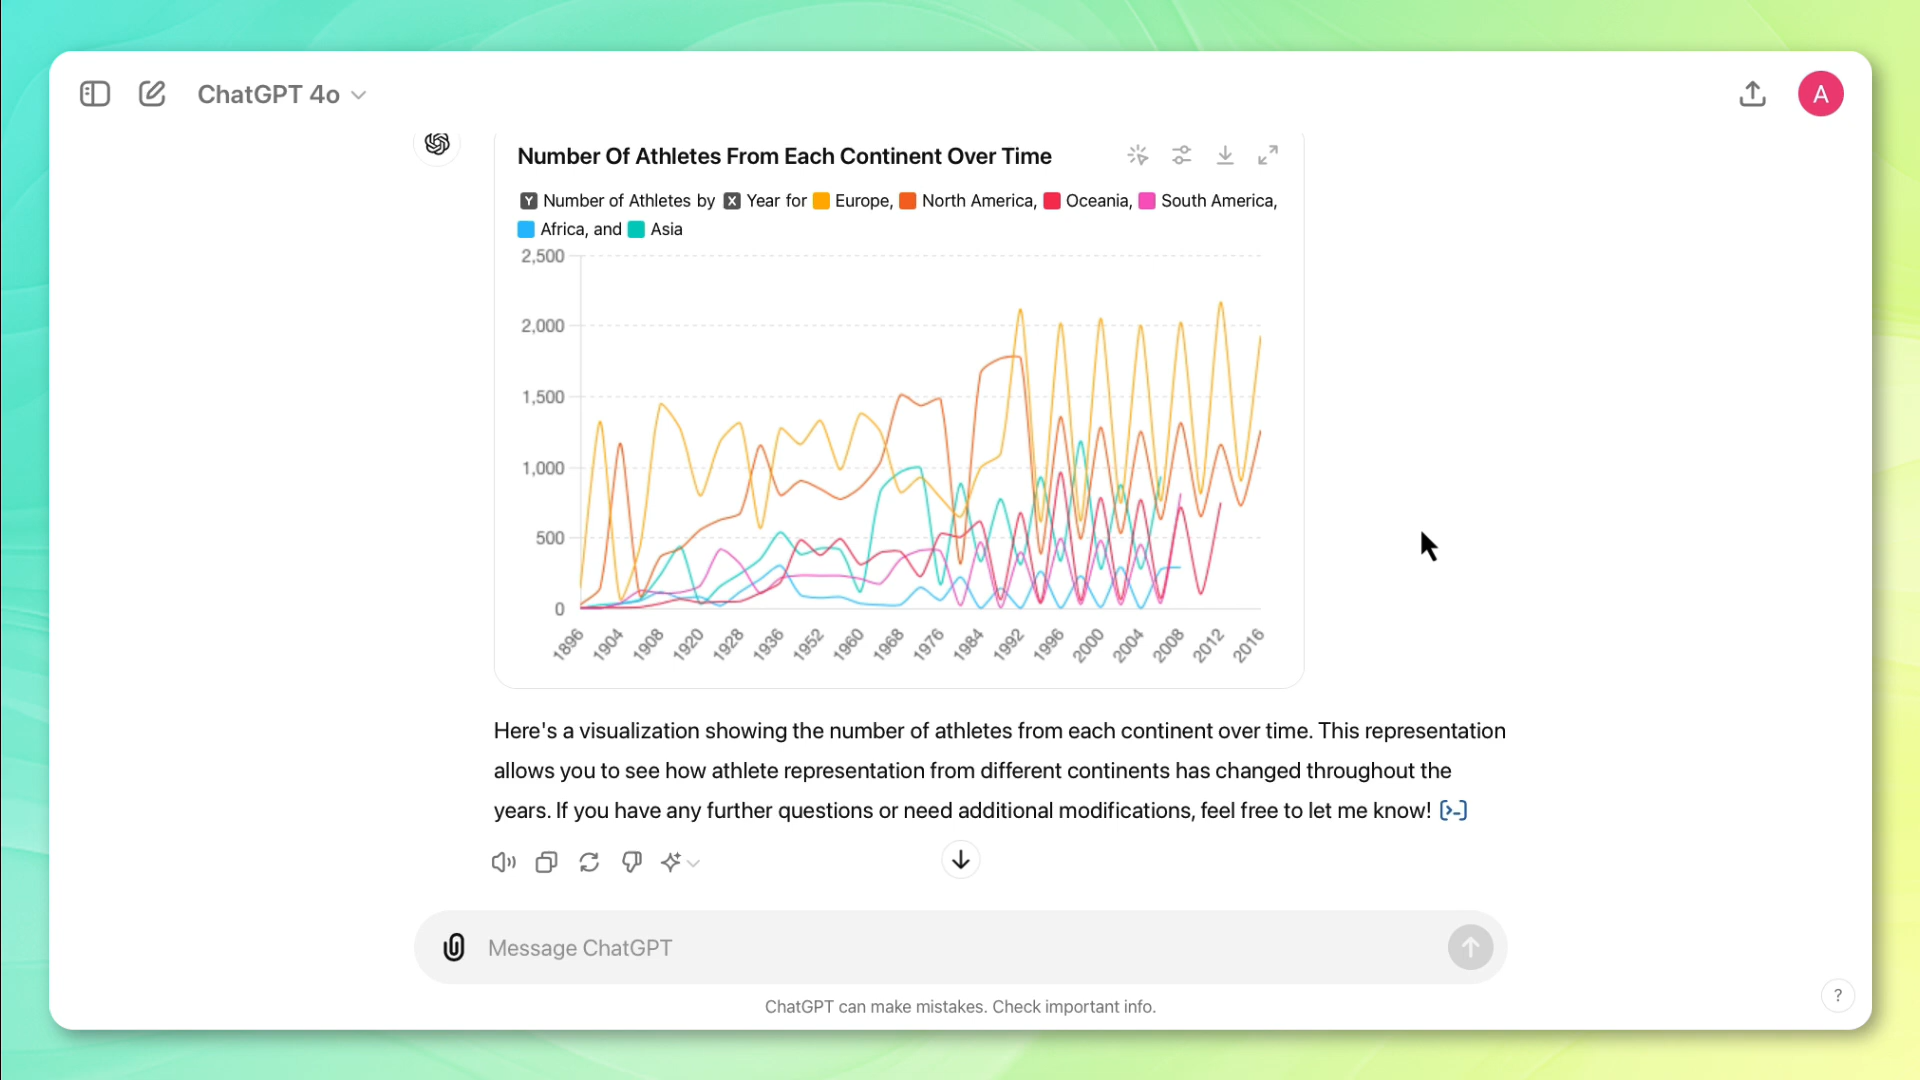 ChatGPT 4o
A
Number Of Athletes From Each Continent Over Time
Y Number of Athletes by X Year for Europe, North America, Oceania, South America,
Africa, and Asia
2,500
2,000
1,500
1,000
500
0
1896 1904 1908 1920 1928 1936 1952 1960 1968 1976 1984 1992 1996 2000 2004 2008 2012 2016
Here's a visualization showing the number of athletes from each continent over time. This representation
allows you to see how athlete representation from different continents has changed throughout the
years. If you have any further questions or need additional modifications, feel free to let me know! [>-]
Message ChatGPT
ChatGPT can make mistakes. Check important info.
?